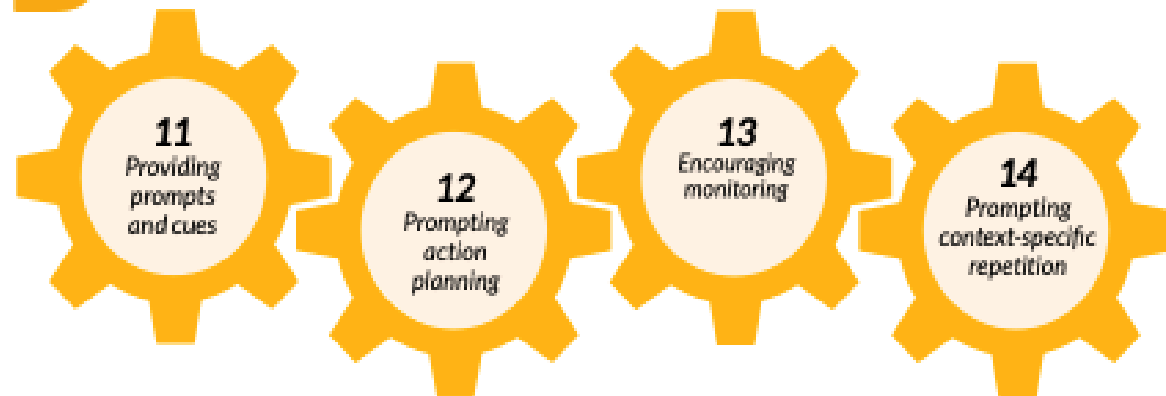 11
Providing
prompts
and cues
12
Prompting
action
planning
13
Encouraging
monitoring
14
Prompting
context-specific
repetition